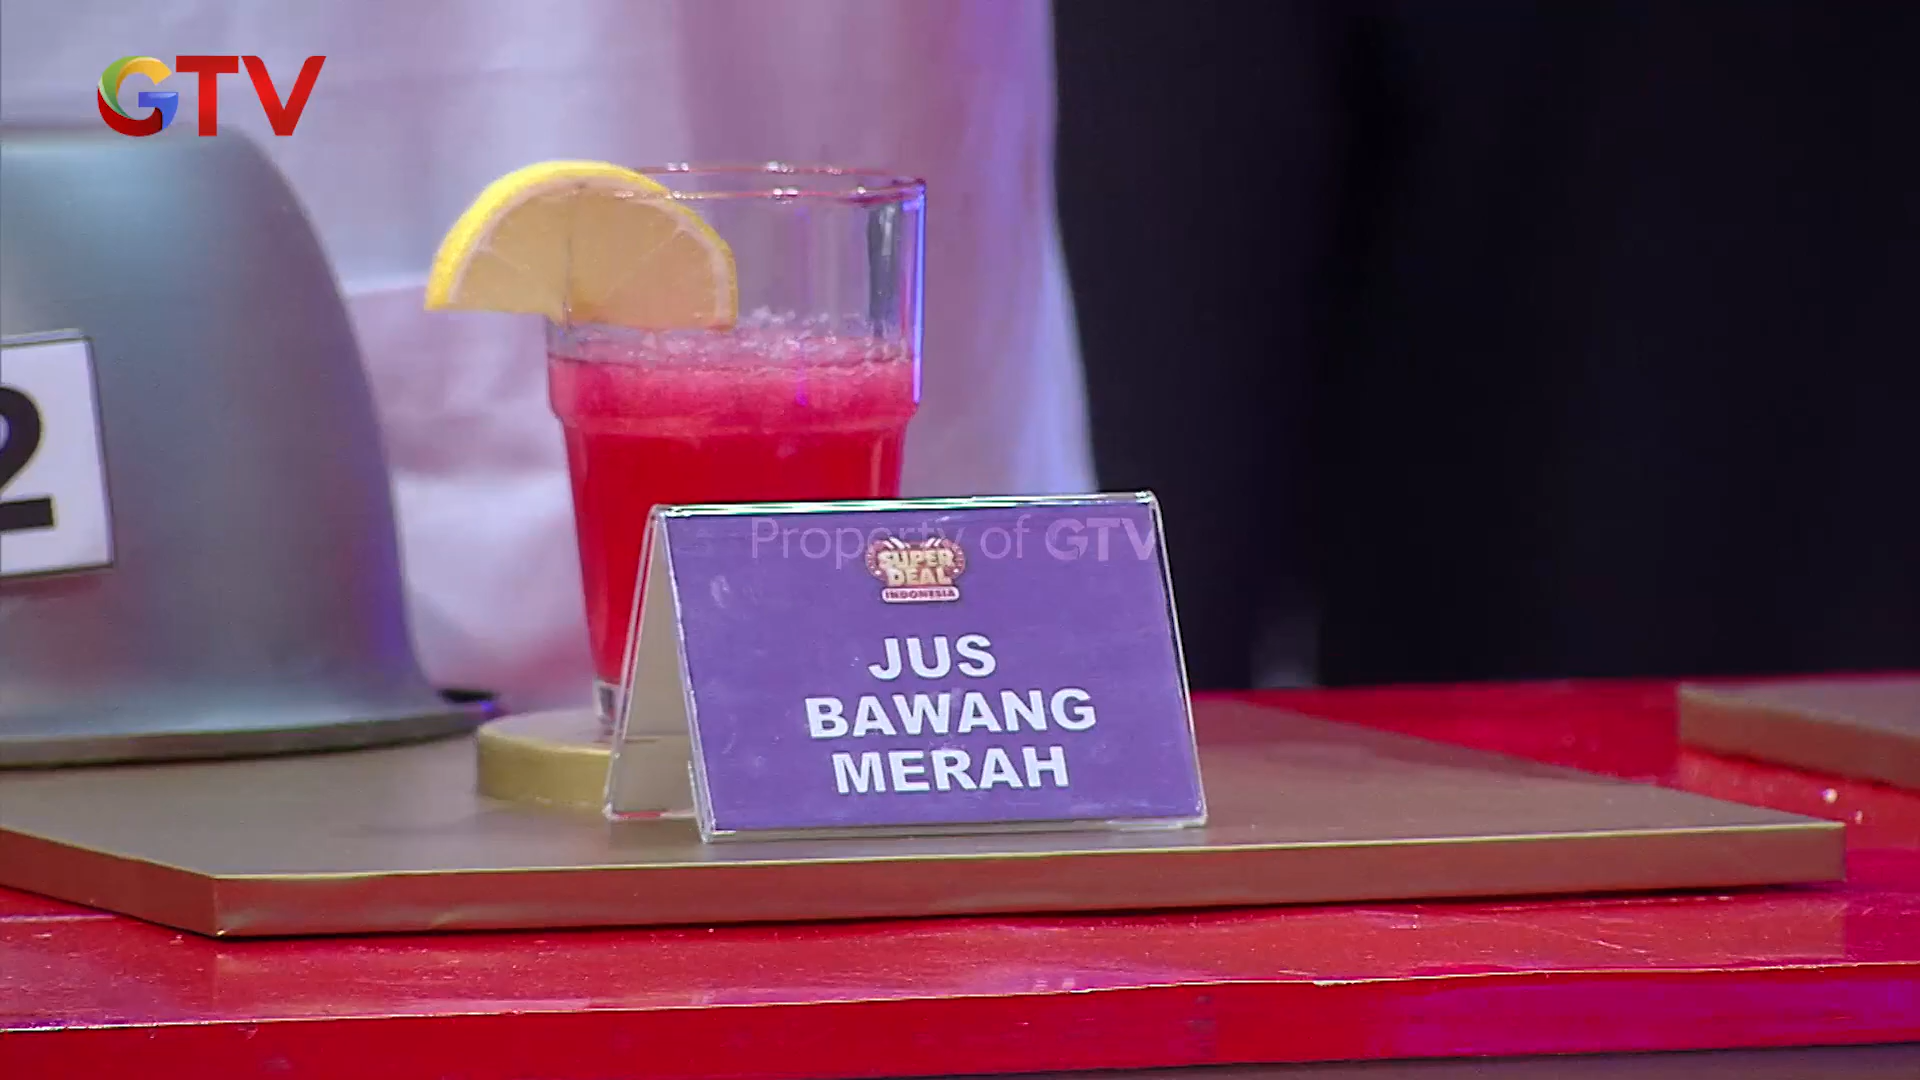 GTV
2
Property of GTV
SUPER
DEAL
INDONESIA
JUS
BAWANG
MERAH